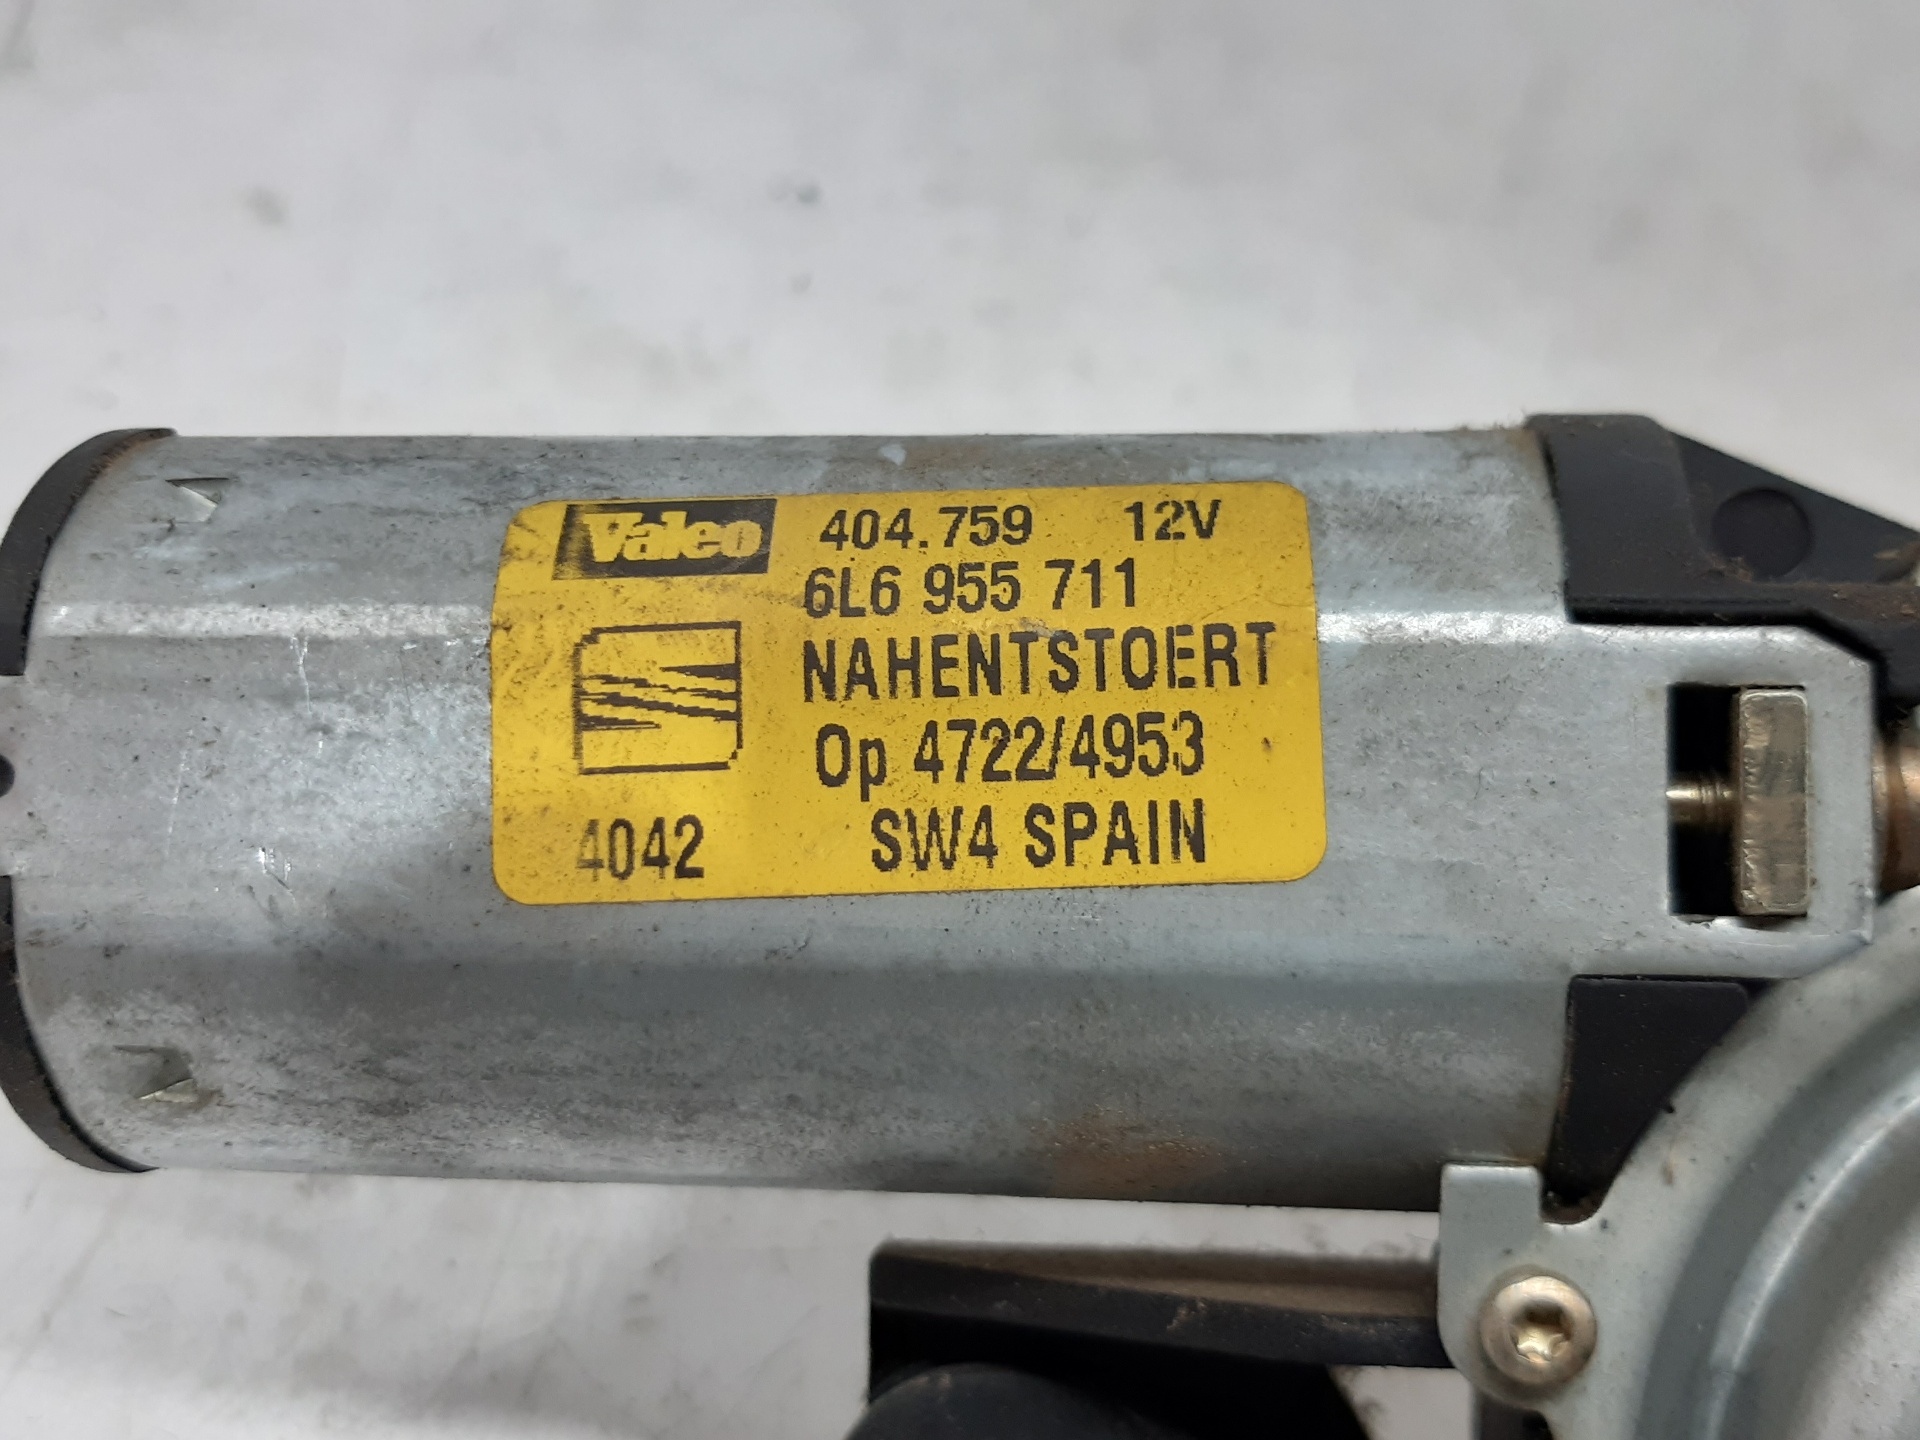 Valeo 404.759 12V
6L6 955 711
NAHENTSTOERT
Op 4722/4953
4042 SW4 SPAIN